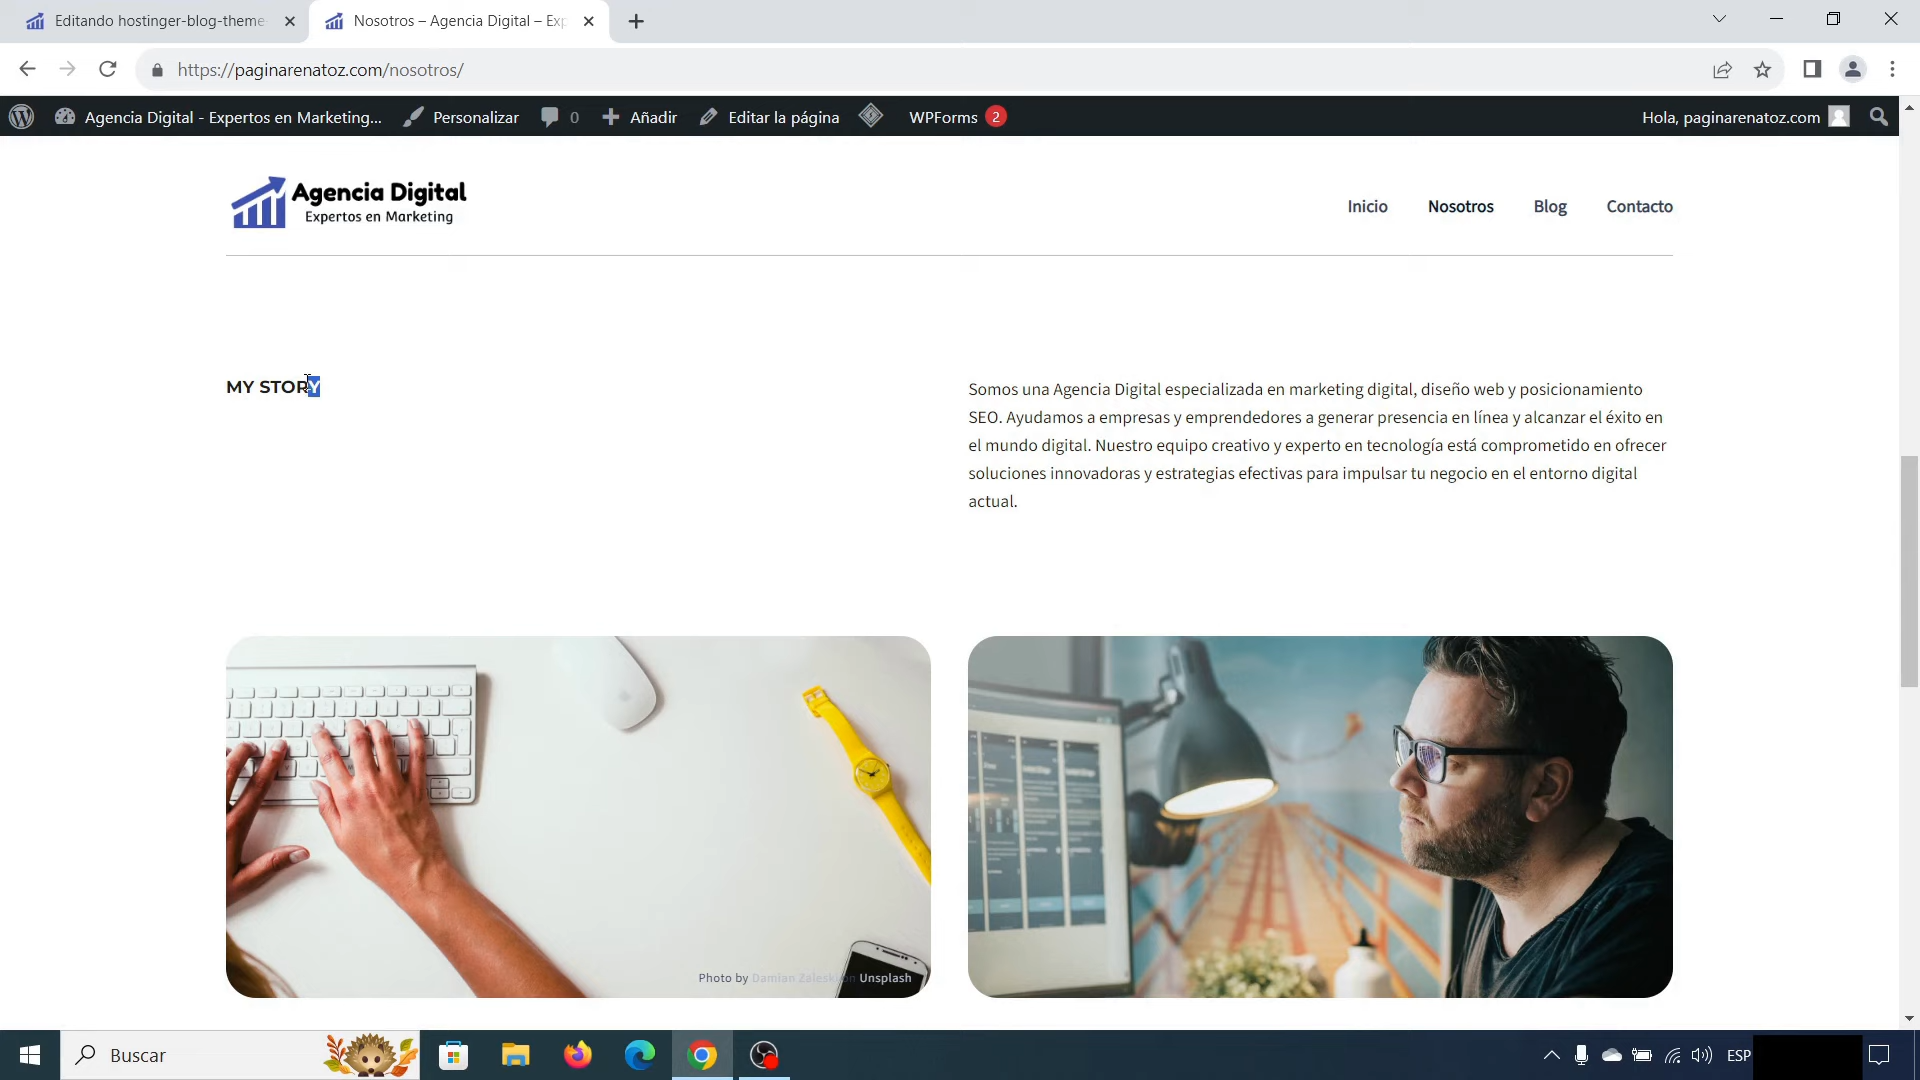 Editando hostinger-blog-theme
Nosotros – Agencia Digital – Exp
https://paginarenatoz.com/nosotros/
Agencia Digital - Expertos en Marketing...
Personalizar
0
Añadir
Editar la página
WPForms
2
Hola, paginarenatoz.com
Agencia Digital
Expertos en Marketing
Inicio
Nosotros
Blog
Contacto
MY STORY
Somos una Agencia Digital especializada en marketing digital, diseño web y posicionamiento
SEO. Ayudamos a empresas y emprendedores a generar presencia en línea y alcanzar el éxito en
el mundo digital. Nuestro equipo creativo y experto en tecnología está comprometido en ofrecer
soluciones innovadoras y estrategias efectivas para impulsar tu negocio en el entorno digital
actual.
Photo by Damian Zaleski on Unsplash
Buscar
ESP